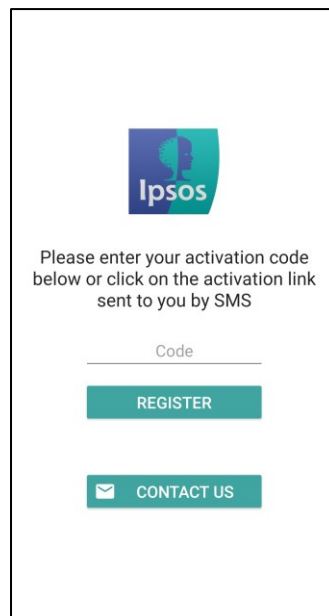 Ipsos
Please enter your activation code
below or click on the activation link
sent to you by SMS
Code
REGISTER
CONTACT US